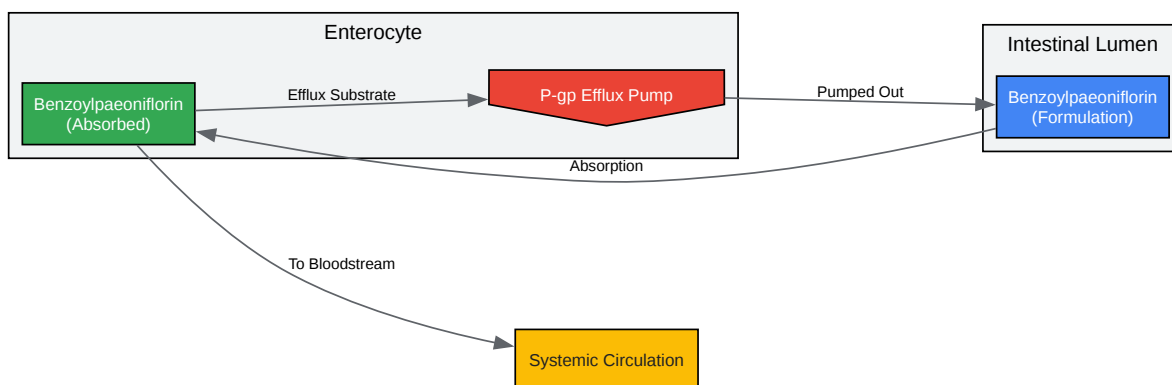 Enterocyte
Intestinal Lumen
Benzoylpaeoniflorin
(Absorbed)
Efflux Substrate
P-gp Efflux Pump
Pumped Out
Benzoylpaeoniflorin
(Formulation)
Absorption
To Bloodstream
Systemic Circulation